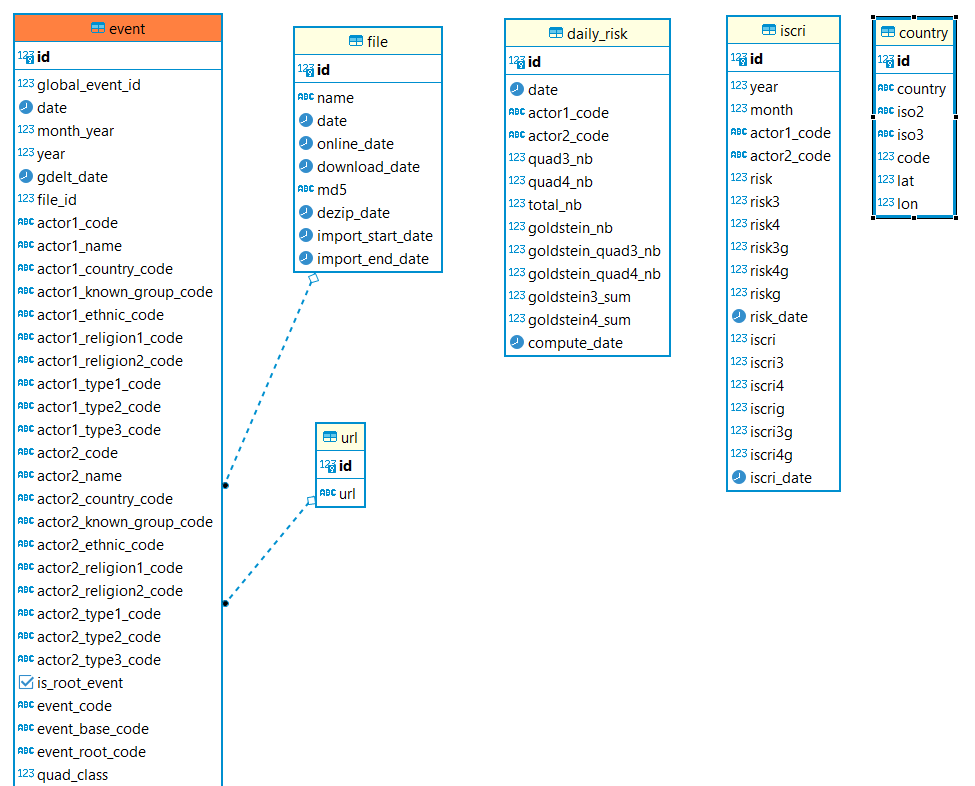 event
123 id
123 global_event_id
date
123 month_year
123 year
gdelt_date
123 file_id
ABC actor1_code
ABC actor1_name
ABC actor1_country_code
ABC actor1_known_group_code
ABC actor1_ethnic_code
ABC actor1_religion1_code
ABC actor1_religion2_code
ABC actor1_type1_code
ABC actor1_type2_code
ABC actor1_type3_code
ABC actor2_code
ABC actor2_name
ABC actor2_country_code
ABC actor2_known_group_code
ABC actor2_ethnic_code
ABC actor2_religion1_code
ABC actor2_religion2_code
ABC actor2_type1_code
ABC actor2_type2_code
ABC actor2_type3_code
is_root_event
ABC event_code
ABC event_base_code
ABC event_root_code
123 quad_class
file
123 id
ABC name
date
online_date
download_date
ABC md5
dezip_date
import_start_date
import_end_date
url
123 id
ABC url
daily_risk
123 id
date
ABC actor1_code
ABC actor2_code
123 quad3_nb
123 quad4_nb
123 total_nb
123 goldstein_nb
123 goldstein_quad3_nb
123 goldstein_quad4_nb
123 goldstein3_sum
123 goldstein4_sum
compute_date
iscri
123 id
123 year
123 month
ABC actor1_code
ABC actor2_code
123 risk
123 risk3
123 risk4
123 risk3g
123 risk4g
123 riskg
risk_date
123 iscri
123 iscri3
123 iscri4
123 iscrig
123 iscri3g
123 iscri4g
iscri_date
country
123 id
ABC country
ABC iso2
ABC iso3
123 code
123 lat
123 lon